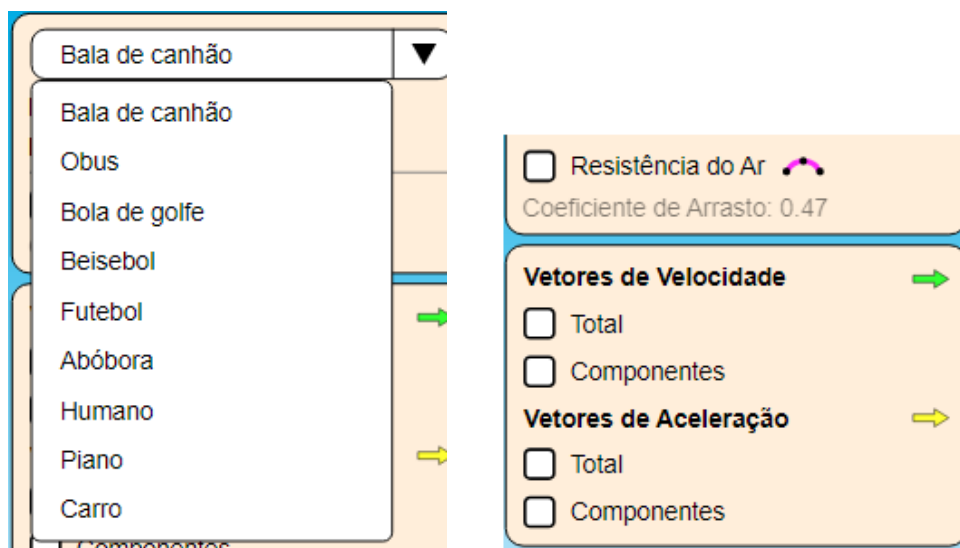 Bala de canhão
Bala de canhão
Obus
Bola de golfe
Beisebol
Futebol
Abóbora
Humano
Piano
Carro
Componentes
Resistência do Ar
Coeficiente de Arrasto: 0.47
Vetores de Velocidade
Total
Componentes
Vetores de Aceleração
Total
Componentes